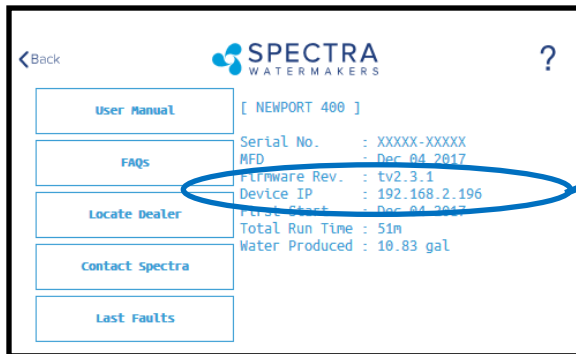 Back
SPECTRA
WATERMAKERS
?
User Manual
FAQs
Locate Dealer
Contact Spectra
Last Faults
[ NEWPORT 400 ]
Serial No. : XXXXX-XXXXX
MFD : Dec 04 2017
Firmware Rev. : tv2.3.1
Device IP : 192.168.2.196
First Start : Dec 04 2017
Total Run Time : 51m
Water Produced : 10.83 gal